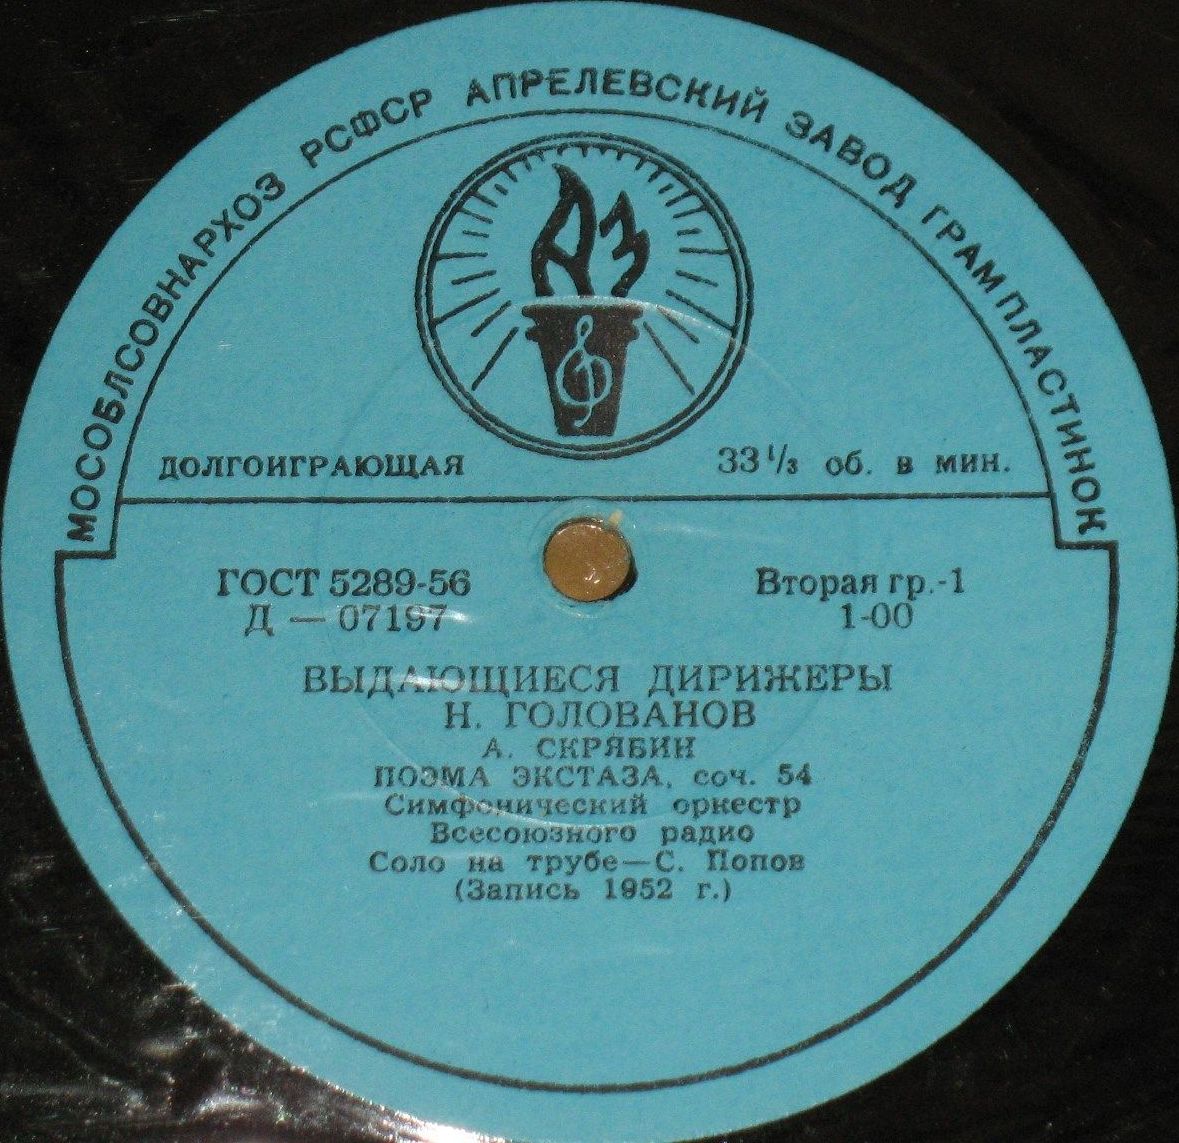 МОСОБЛСОВНАРХОЗ РСФСР АПРЕЛЕВСКИЙ ЗАВОД ГРАМПЛАСТИНОК
АЗ
ДОЛГОИГРАЮЩАЯ 33 1/3 об. в мин.
ГОСТ 5289-56 Вторая гр.-1
Д — 07197 1-00
ВЫДАЮЩИЕСЯ ДИРИЖЕРЫ
Н. ГОЛОВАНОВ
А. СКРЯБИН
ПОЭМА ЭКСТАЗА, соч. 54
Симфонический оркестр
Всесоюзного радио
Соло на трубе—С. Попов
(Запись 1952 г.)